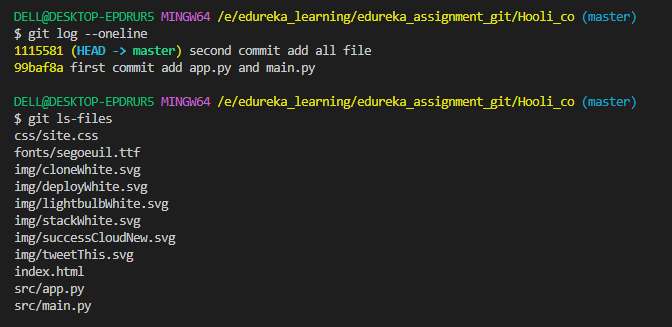 DELL@DESKTOP-EPDRUR5 MINGW64 /e/edureka_learning/edureka_assignment_git/Hooli_co (master)
$ git log --oneline
1115581 (HEAD -> master) second commit add all file
99baf8a first commit add app.py and main.py
DELL@DESKTOP-EPDRUR5 MINGW64 /e/edureka_learning/edureka_assignment_git/Hooli_co (master)
$ git ls-files
css/site.css
fonts/segoeuil.ttf
img/cloneWhite.svg
img/deployWhite.svg
img/lightbulbWhite.svg
img/stackWhite.svg
img/successCloudNew.svg
img/tweetThis.svg
index.html
src/app.py
src/main.py